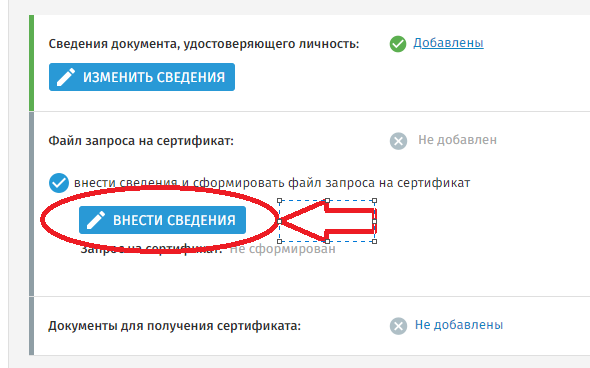 Сведения документа, удостоверяющего личность: Добавлены
ИЗМЕНИТЬ СВЕДЕНИЯ
Файл запроса на сертификат: Не добавлен
внести сведения и сформировать файл запроса на сертификат
ВНЕСТИ СВЕДЕНИЯ
Запрос на сертификат: Не сформирован
Документы для получения сертификата: Не добавлены